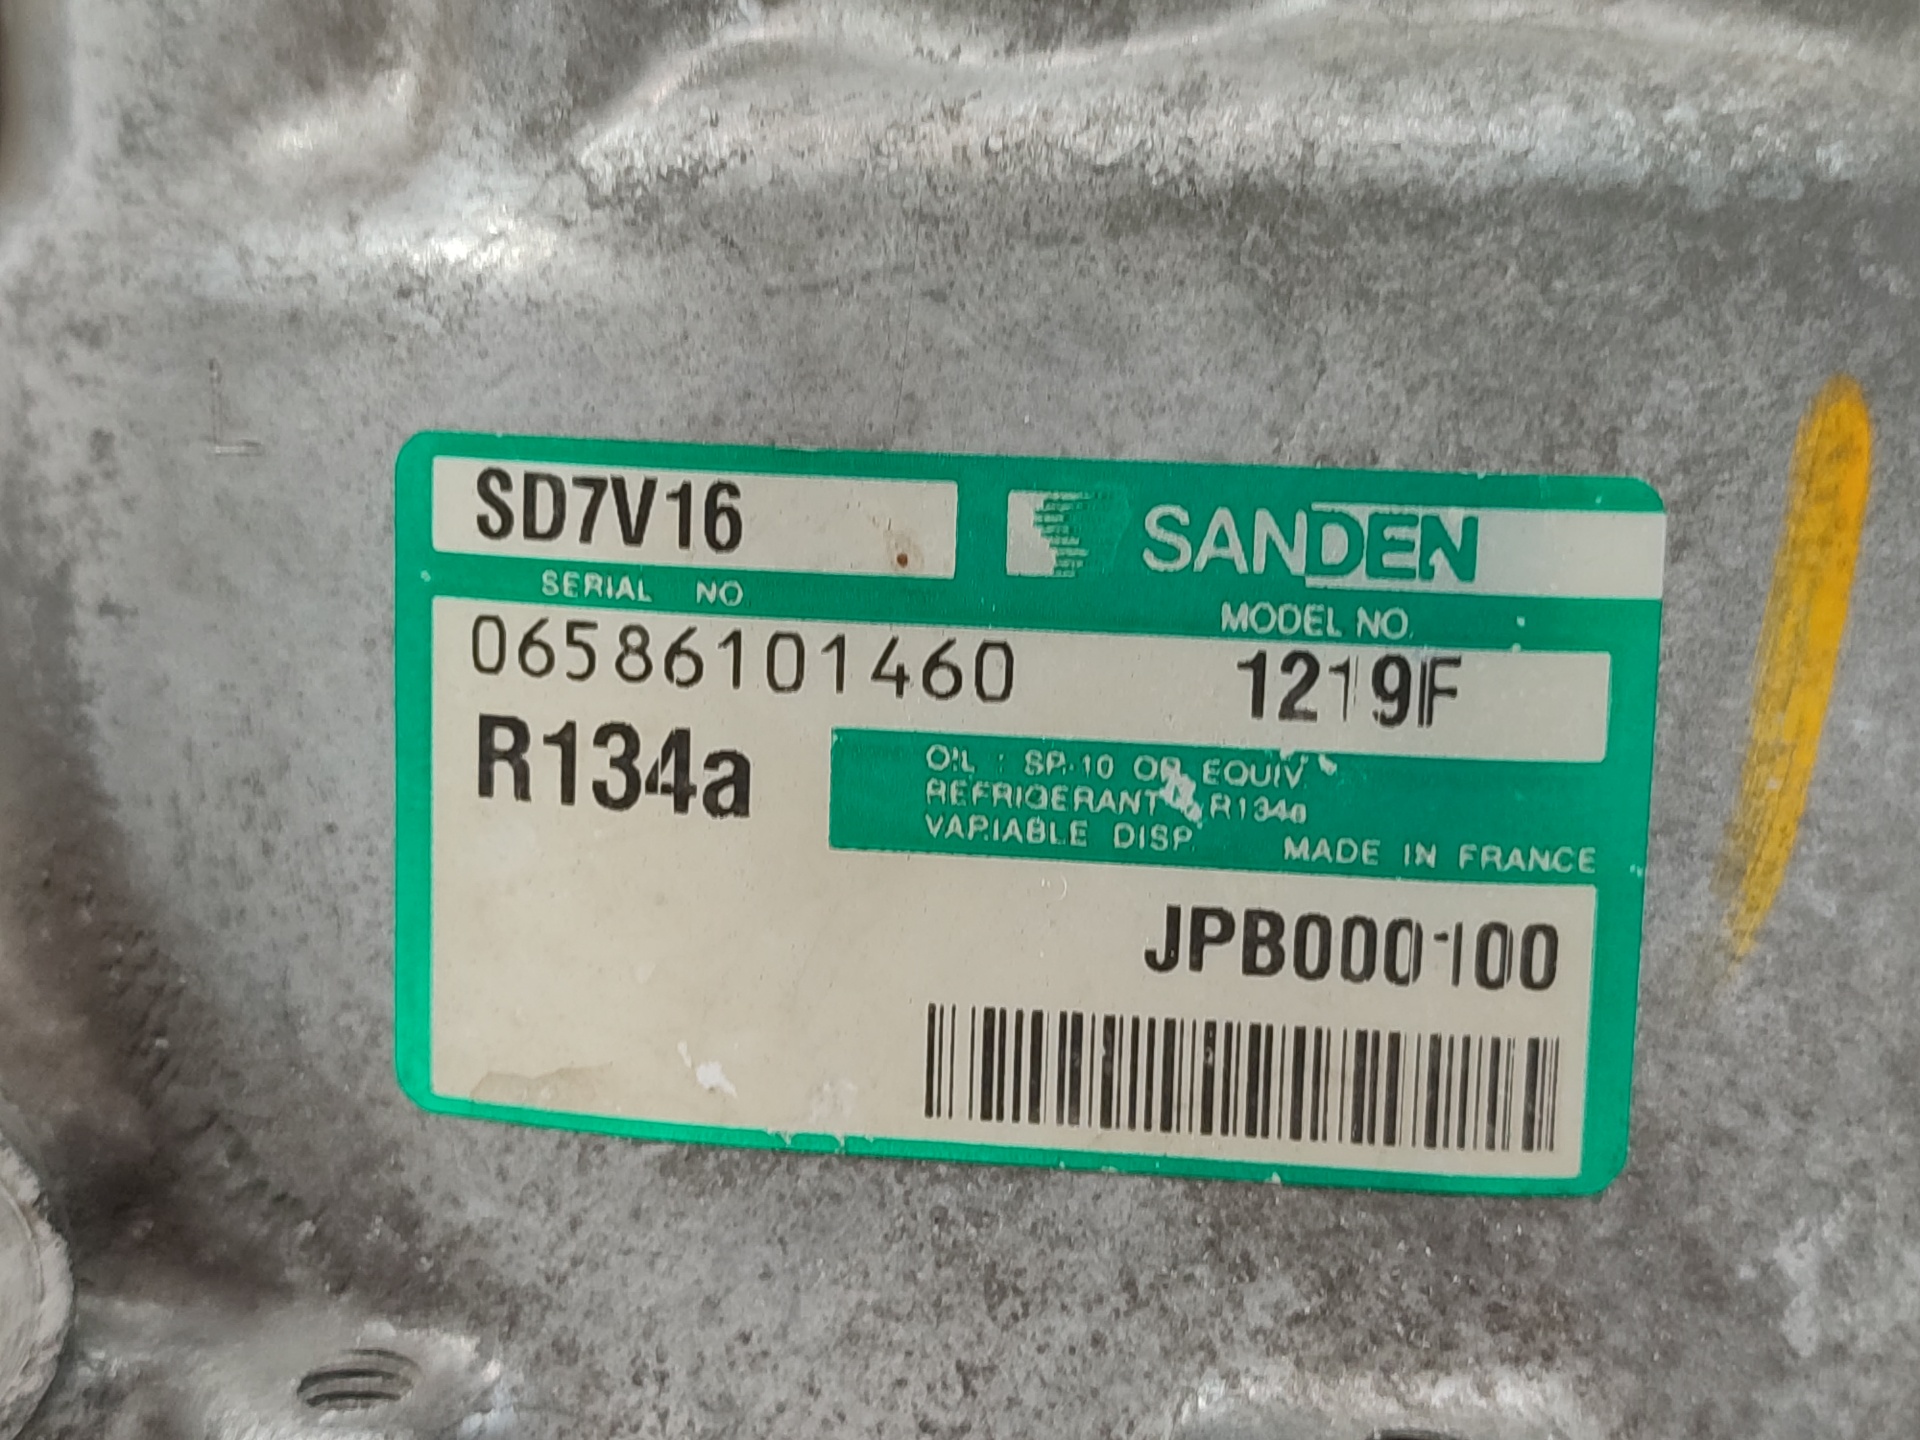 SD7V16
SANDEN
SERIAL NO
MODEL NO.
06586101460
1219F
R134a
OIL : SP-10 OR EQUIV.
REFRIGERANT : R134a
VARIABLE DISP.
MADE IN FRANCE
JPB000100